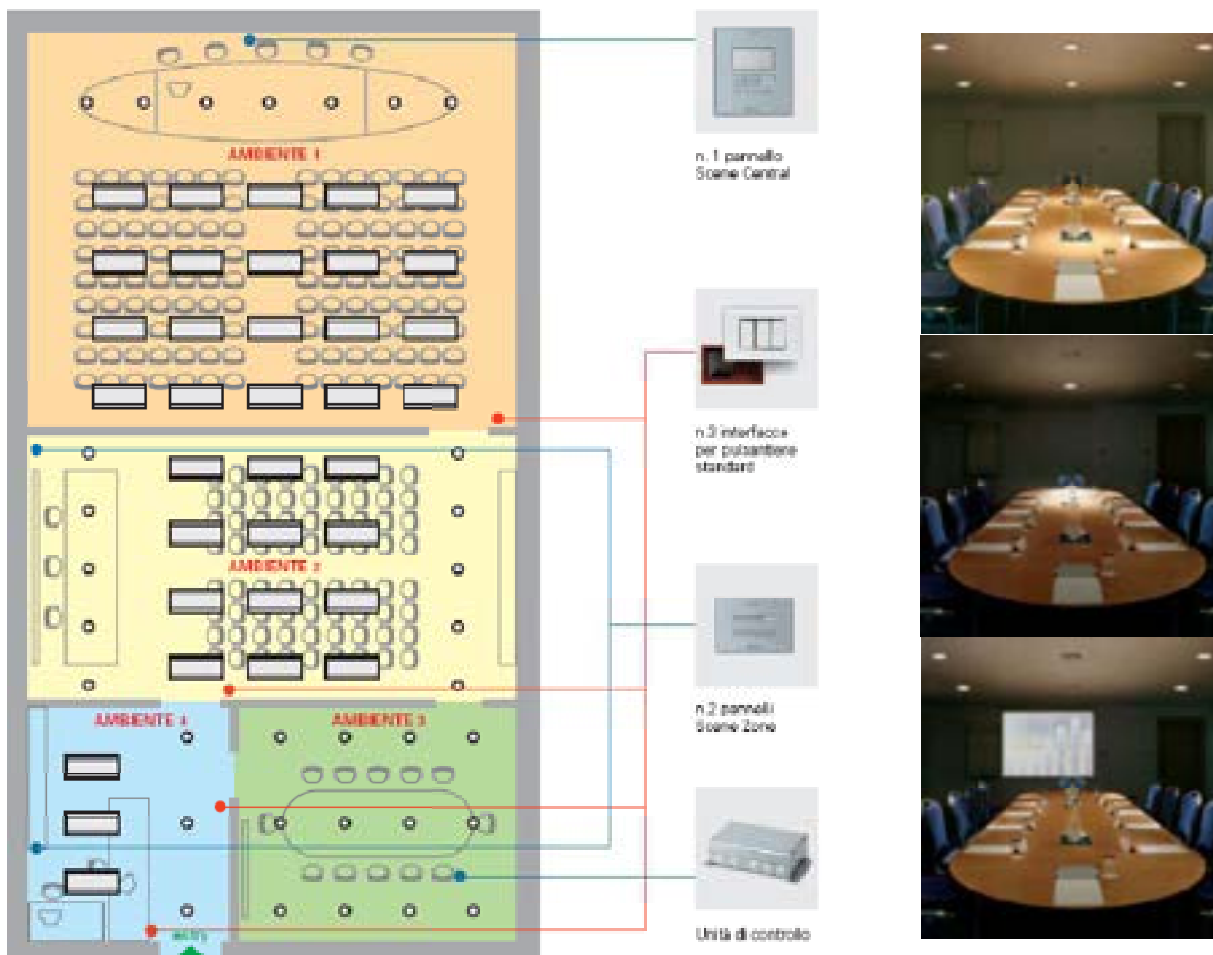 AMBIENTE 1
AMBIENTE 2
AMBIENTE 4
AMBIENTE 3
n. 1 pannello
Scene Central
n.3 interfacce
per pulsantiere
standard
n.2 pannelli
Scene Zone
Unità di controllo